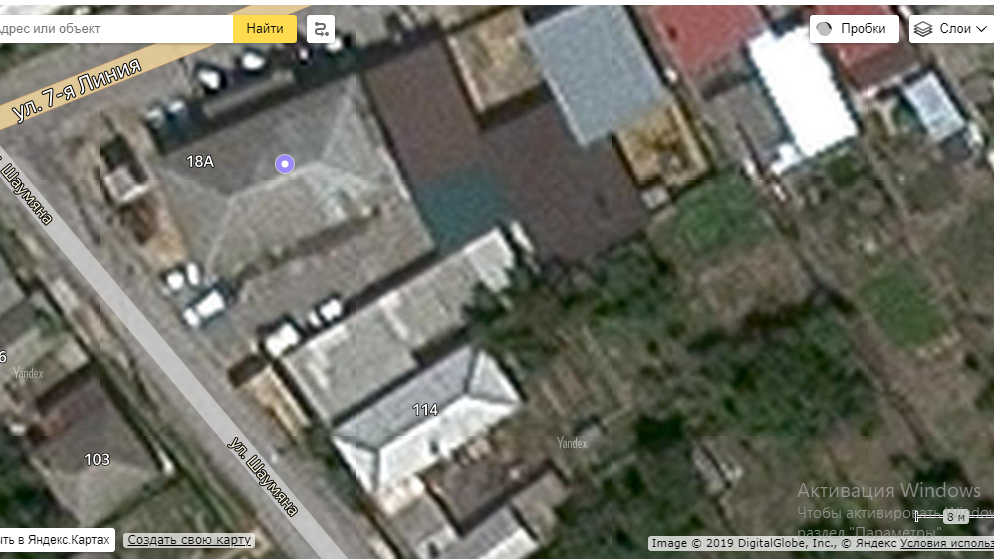 дрес или объект
Найти
Пробки
Слои
ул. 7-я Линия
18А
Шаумяна
6
Yandex
114
103
ул. Шаумяна
Yandex
Активация Windows
Чтобы активировать Windo
раздел "Параметры"
8 м
ть в Яндекс.Картах
Создать свою карту
Image © 2019 DigitalGlobe, Inc., © Яндекс Условия использ